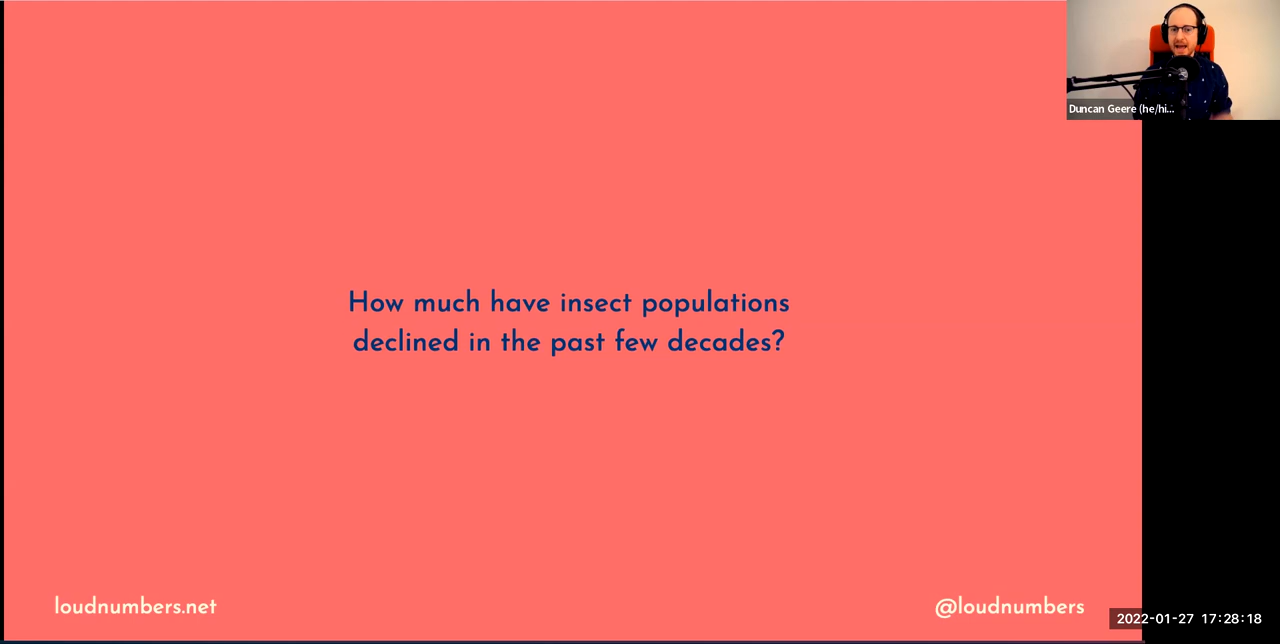 Duncan Geere (he/hi...
How much have insect populations
declined in the past few decades?
loudnumbers.net
@loudnumbers
2022-01-27 17:28:18